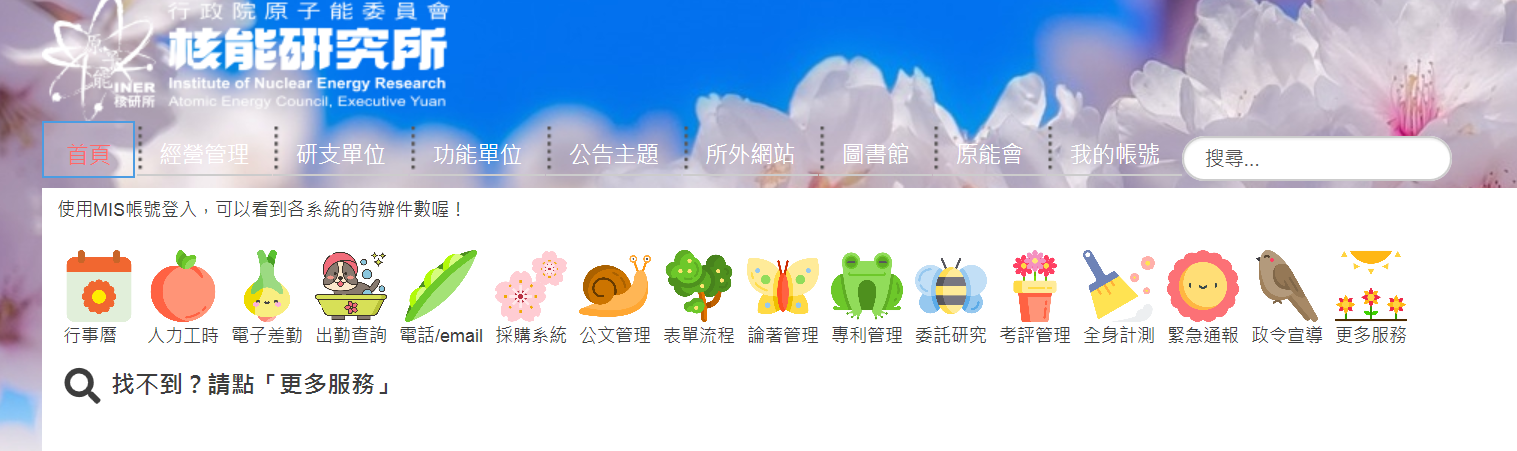 行政院原子能委員會
核能研究所
Institute of Nuclear Energy Research
Atomic Energy Council, Executive Yuan
原子能
INER
核研所
首頁 經營管理 研支單位 功能單位 公告主題 所外網站 圖書館 原能會 我的帳號 搜尋...
使用MIS帳號登入，可以看到各系統的待辦件數喔！
行事曆 人力工時 電子差勤 出勤查詢 電話/email 採購系統 公文管理 表單流程 論著管理 專利管理 委託研究 考評管理 全身計測 緊急通報 政令宣導 更多服務
找不到？請點「更多服務」